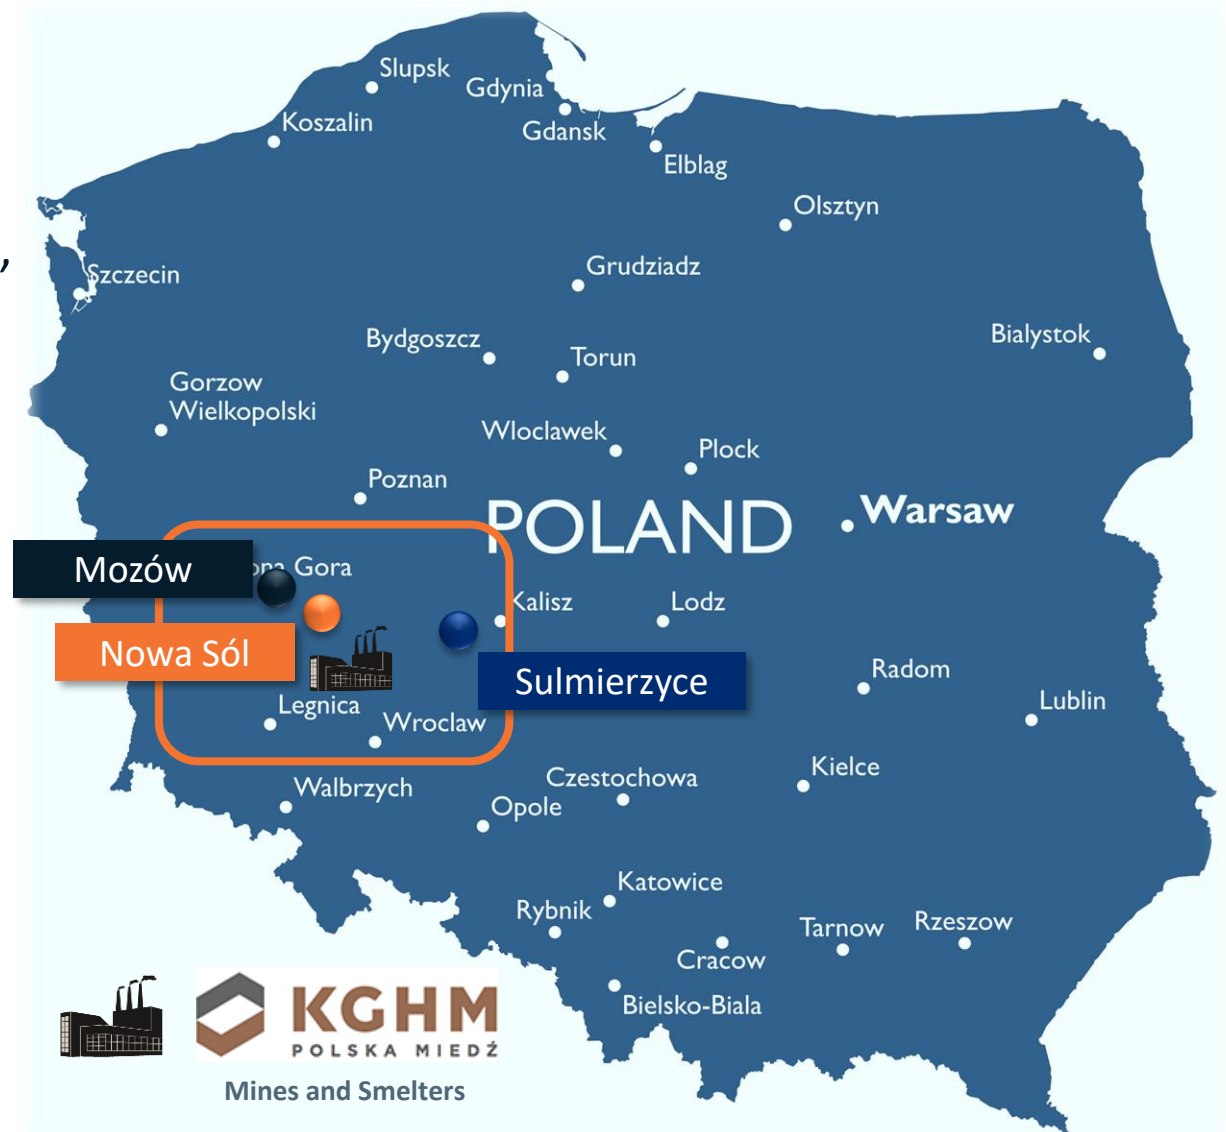 Slupsk
Gdynia
Koszalin
Gdansk
Elblag
Olsztyn
,
Szczecin
Grudziadz
Bydgoszcz
Torun
Bialystok
Gorzow
Wielkopolski
Wloclawek
Plock
Poznan
POLAND
Warsaw
Mozów
ona Gora
Kalisz
Lodz
Nowa Sól
Sulmierzyce
Radom
Legnica
Wroclaw
Lublin
Walbrzych
Czestochowa
Kielce
Opole
Katowice
Rybnik
Tarnow
Rzeszow
Cracow
Bielsko-Biala
KGHM
POLSKA MIEDŹ
Mines and Smelters